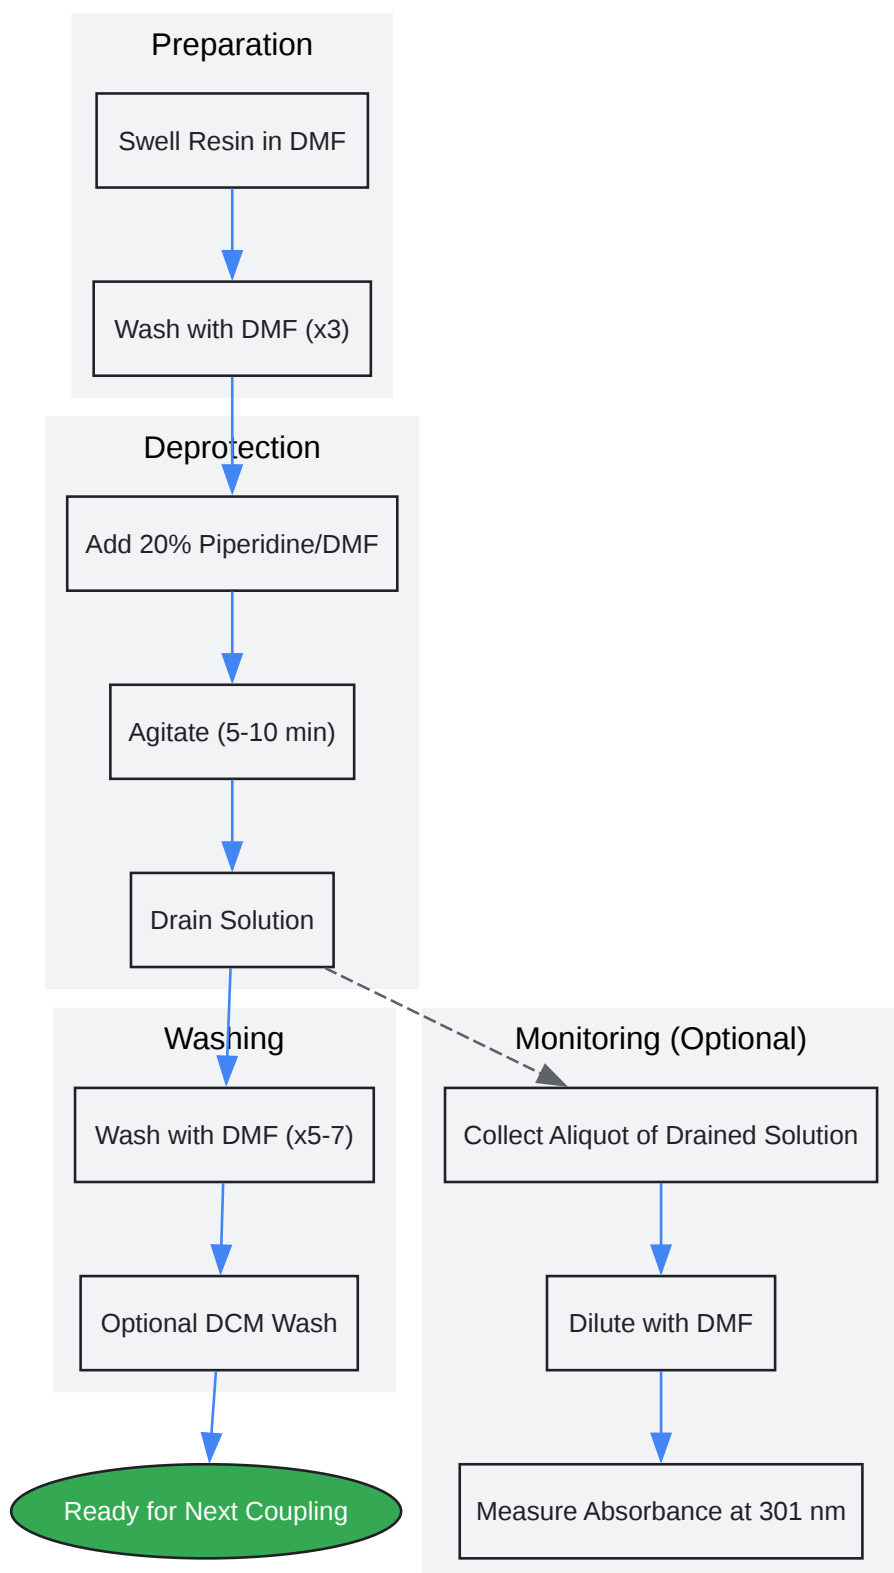 Preparation
Swell Resin in DMF
Wash with DMF (x3)
Deprotection
Add 20% Piperidine/DMF
Agitate (5-10 min)
Drain Solution
Washing
Wash with DMF (x5-7)
Optional DCM Wash
Ready for Next Coupling
Monitoring (Optional)
Collect Aliquot of Drained Solution
Dilute with DMF
Measure Absorbance at 301 nm